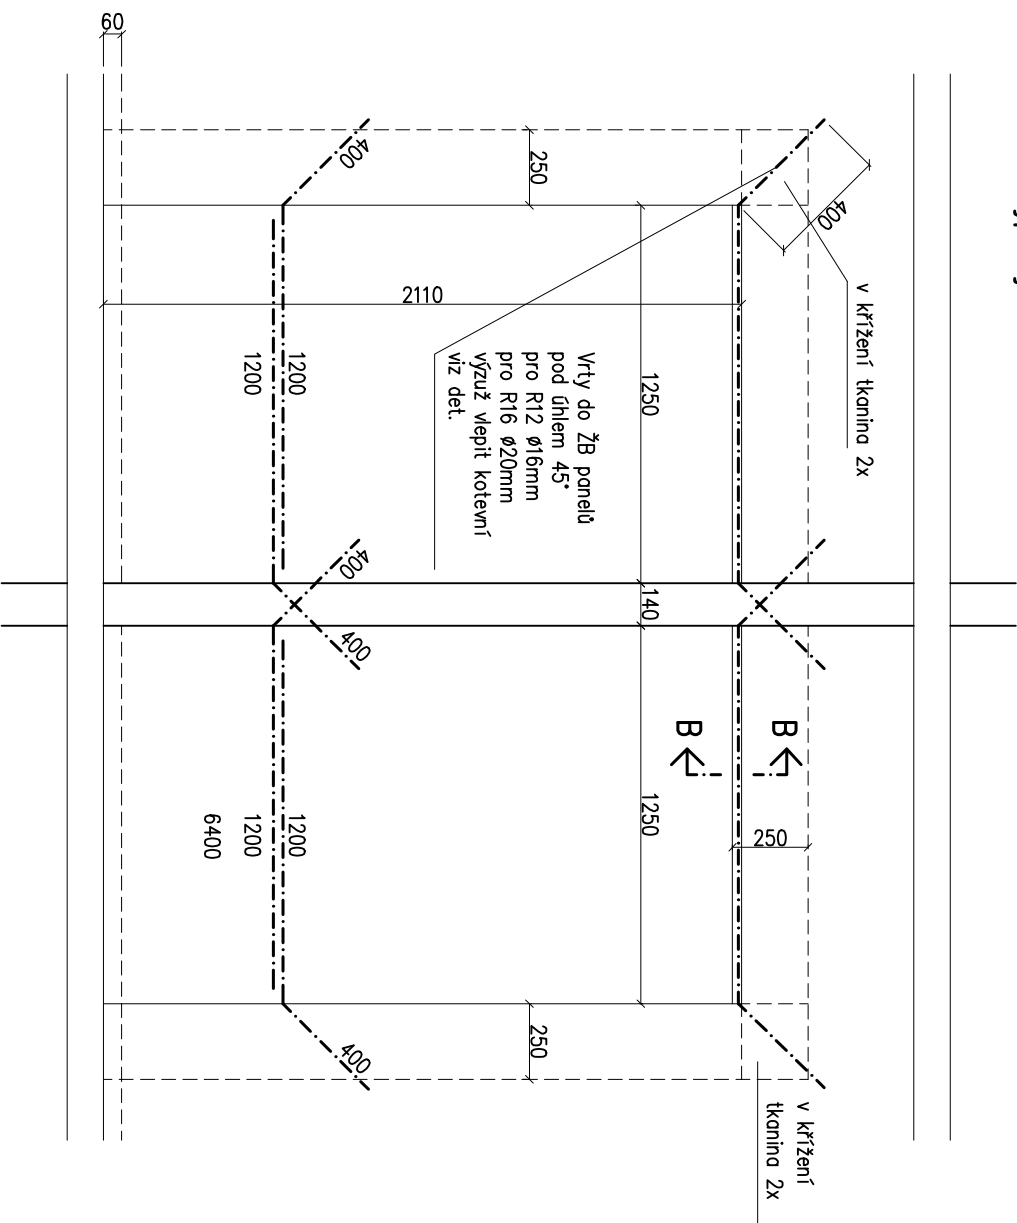 60
400
250
400
v křížení tkanina 2x
2110
1200
1200
1250
Vrty do ŽB panelů
pod úhlem 45°
pro R12 ø16mm
pro R16 ø20mm
výzuž vlepit kotevní
viz det.
400
400
140
B
B
1250
250
1200
1200
6400
400
250
v křížení
tkanina 2x